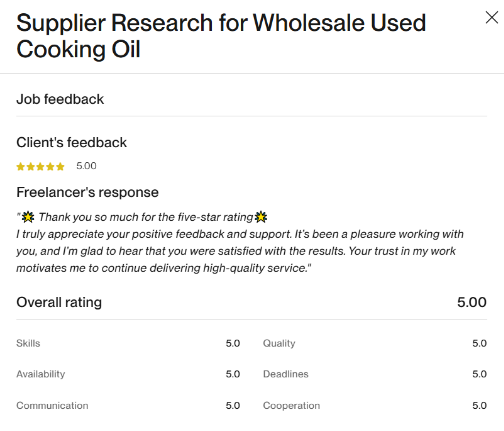 Supplier Research for Wholesale Used
Cooking Oil
Job feedback
Client's feedback
5.00
Freelancer's response
"🌟 Thank you so much for the five-star rating🌟
I truly appreciate your positive feedback and support. It's been a pleasure working with
you, and I'm glad to hear that you were satisfied with the results. Your trust in my work
motivates me to continue delivering high-quality service."
Overall rating 5.00
Skills 5.0 Quality 5.0
Availability 5.0 Deadlines 5.0
Communication 5.0 Cooperation 5.0